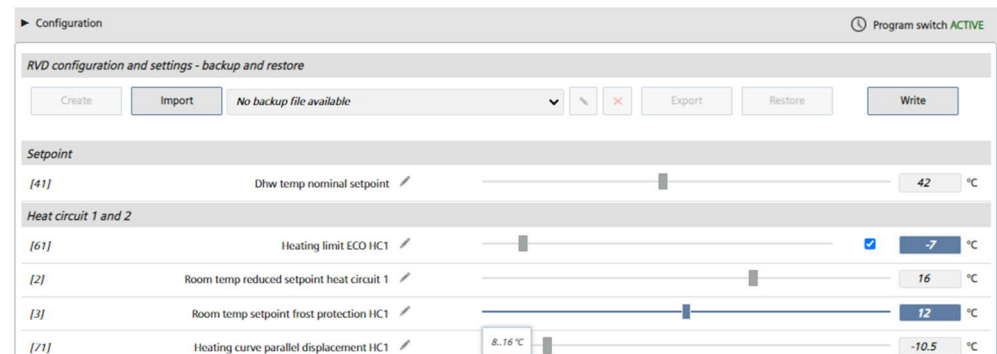 ► Configuration Program switch ACTIVE
RVD configuration and settings - backup and restore
Create Import No backup file available Export Restore Write
Setpoint
[41] Dhw temp nominal setpoint 42 °C
Heat circuit 1 and 2
[61] Heating limit ECO HC1 -7 °C
[2] Room temp reduced setpoint heat circuit 1 16 °C
[3] Room temp setpoint frost protection HC1 12 °C
[71] Heating curve parallel displacement HC1 8..16 °C -10.5 °C